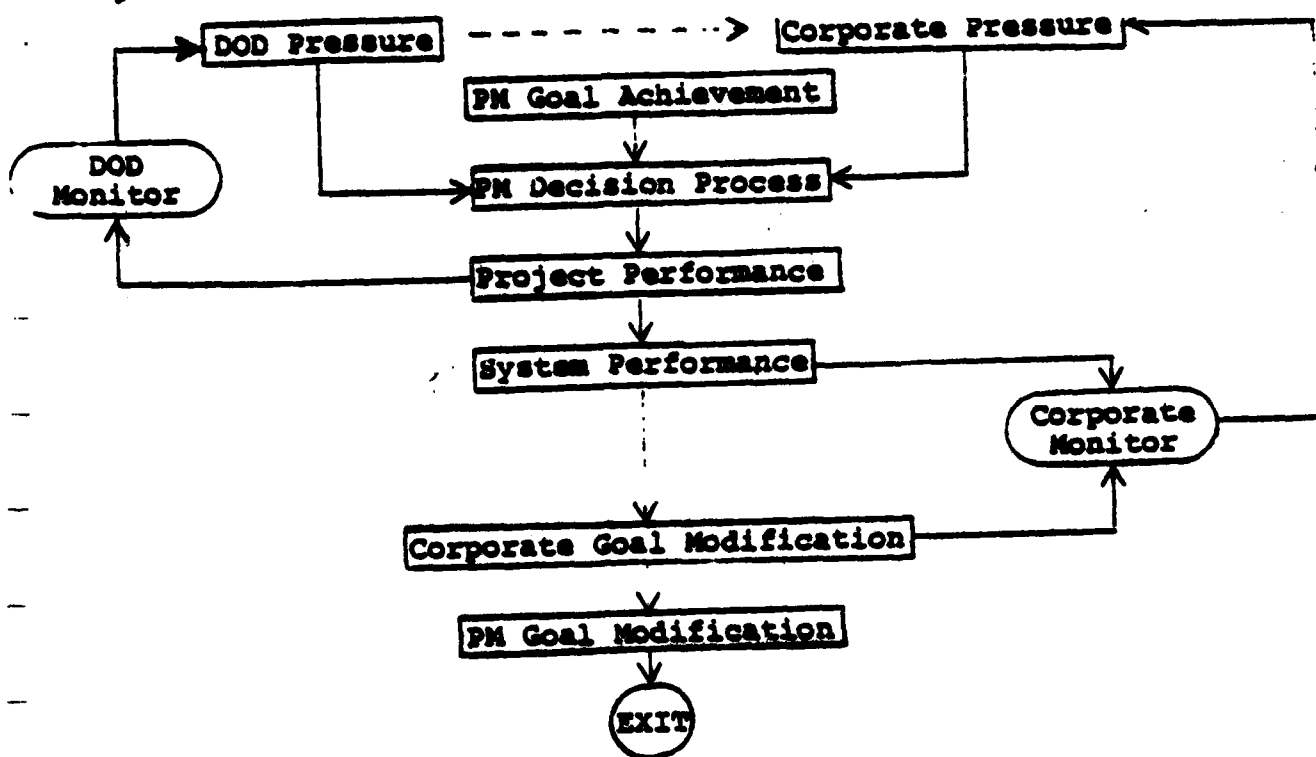 DOD Pressure
Corporate Pressure
PM Goal Achievement
DOD
Monitor
PM Decision Process
Project Performance
System Performance
Corporate
Monitor
Corporate Goal Modification
PM Goal Modification
EXIT